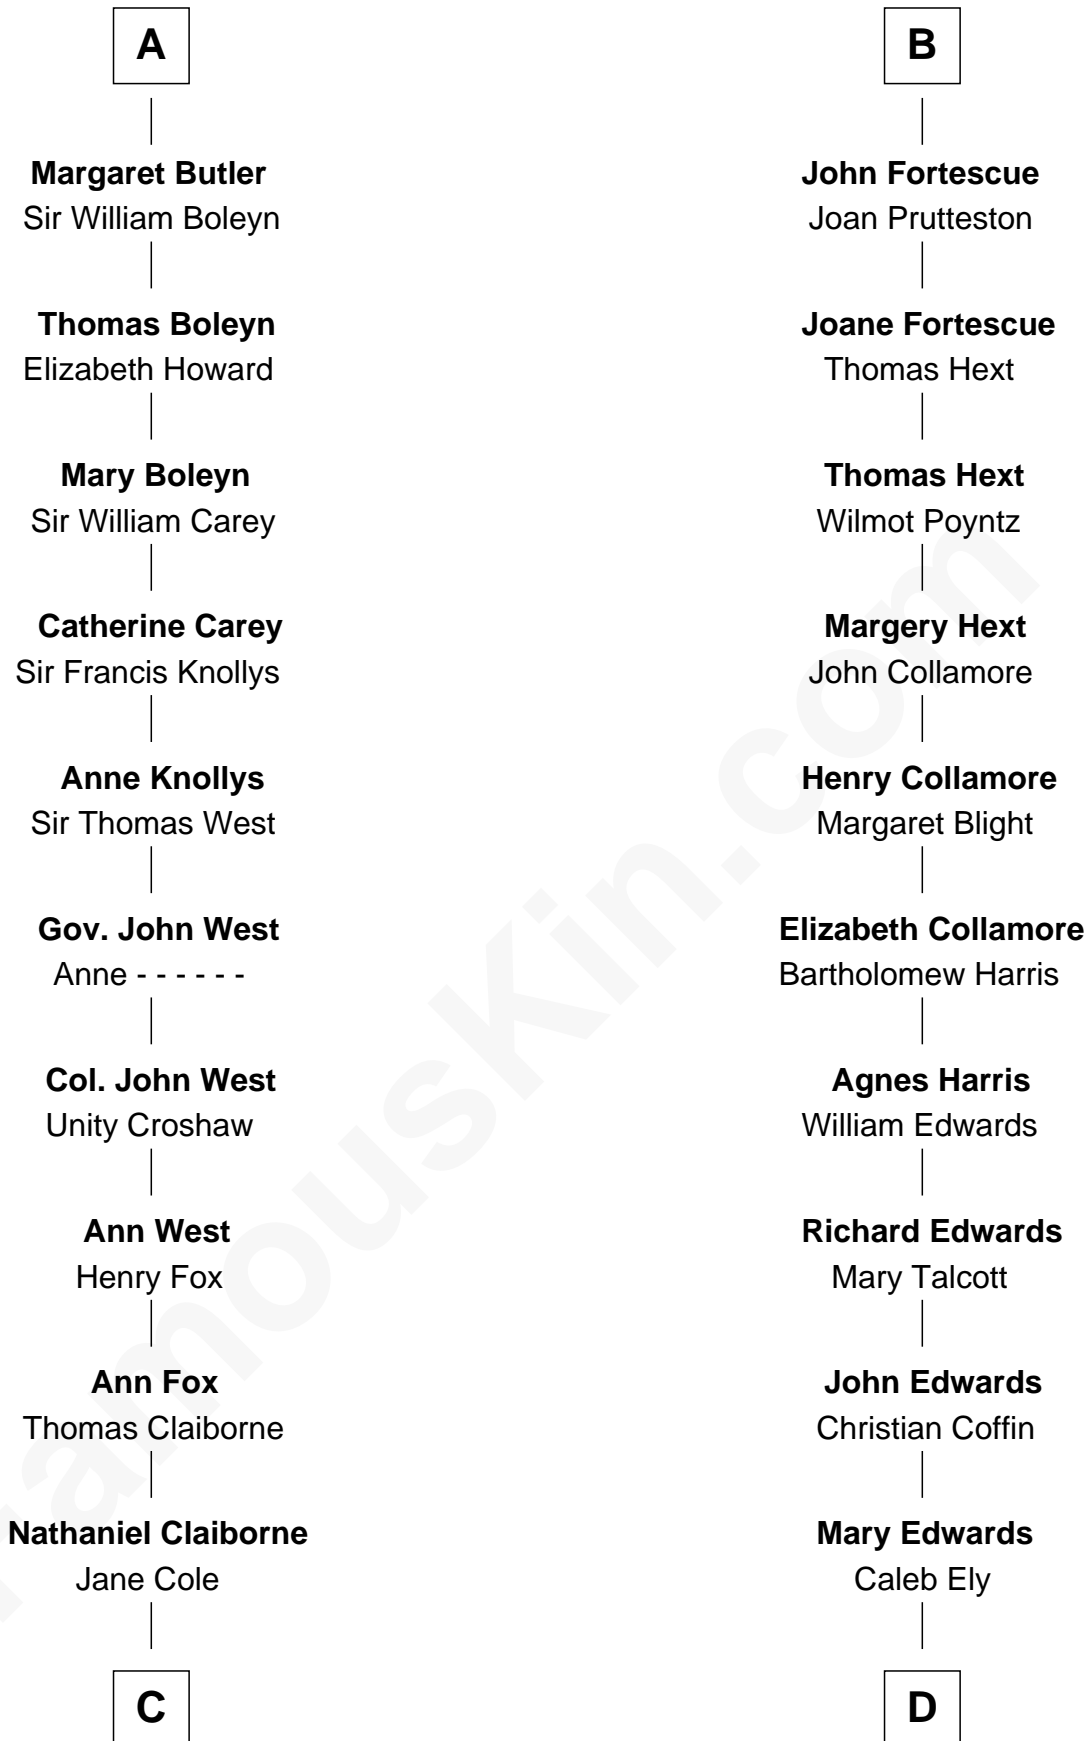 A
Margaret Butler
Sir William Boleyn
Thomas Boleyn
Elizabeth Howard
Mary Boleyn
Sir William Carey
Catherine Carey
Sir Francis Knollys
Anne Knollys
Sir Thomas West
Gov. John West
Anne - - - - - -
Col. John West
Unity Croshaw
Ann West
Henry Fox
Ann Fox
Thomas Claiborne
Nathaniel Claiborne
Jane Cole
C
B
John Fortescue
Joan Prutteston
Joane Fortescue
Thomas Hext
Thomas Hext
Wilmot Poyntz
Margery Hext
John Collamore
Henry Collamore
Margaret Blight
Elizabeth Collamore
Bartholomew Harris
Agnes Harris
William Edwards
Richard Edwards
Mary Talcott
John Edwards
Christian Coffin
Mary Edwards
Caleb Ely
D
FamousKin.com